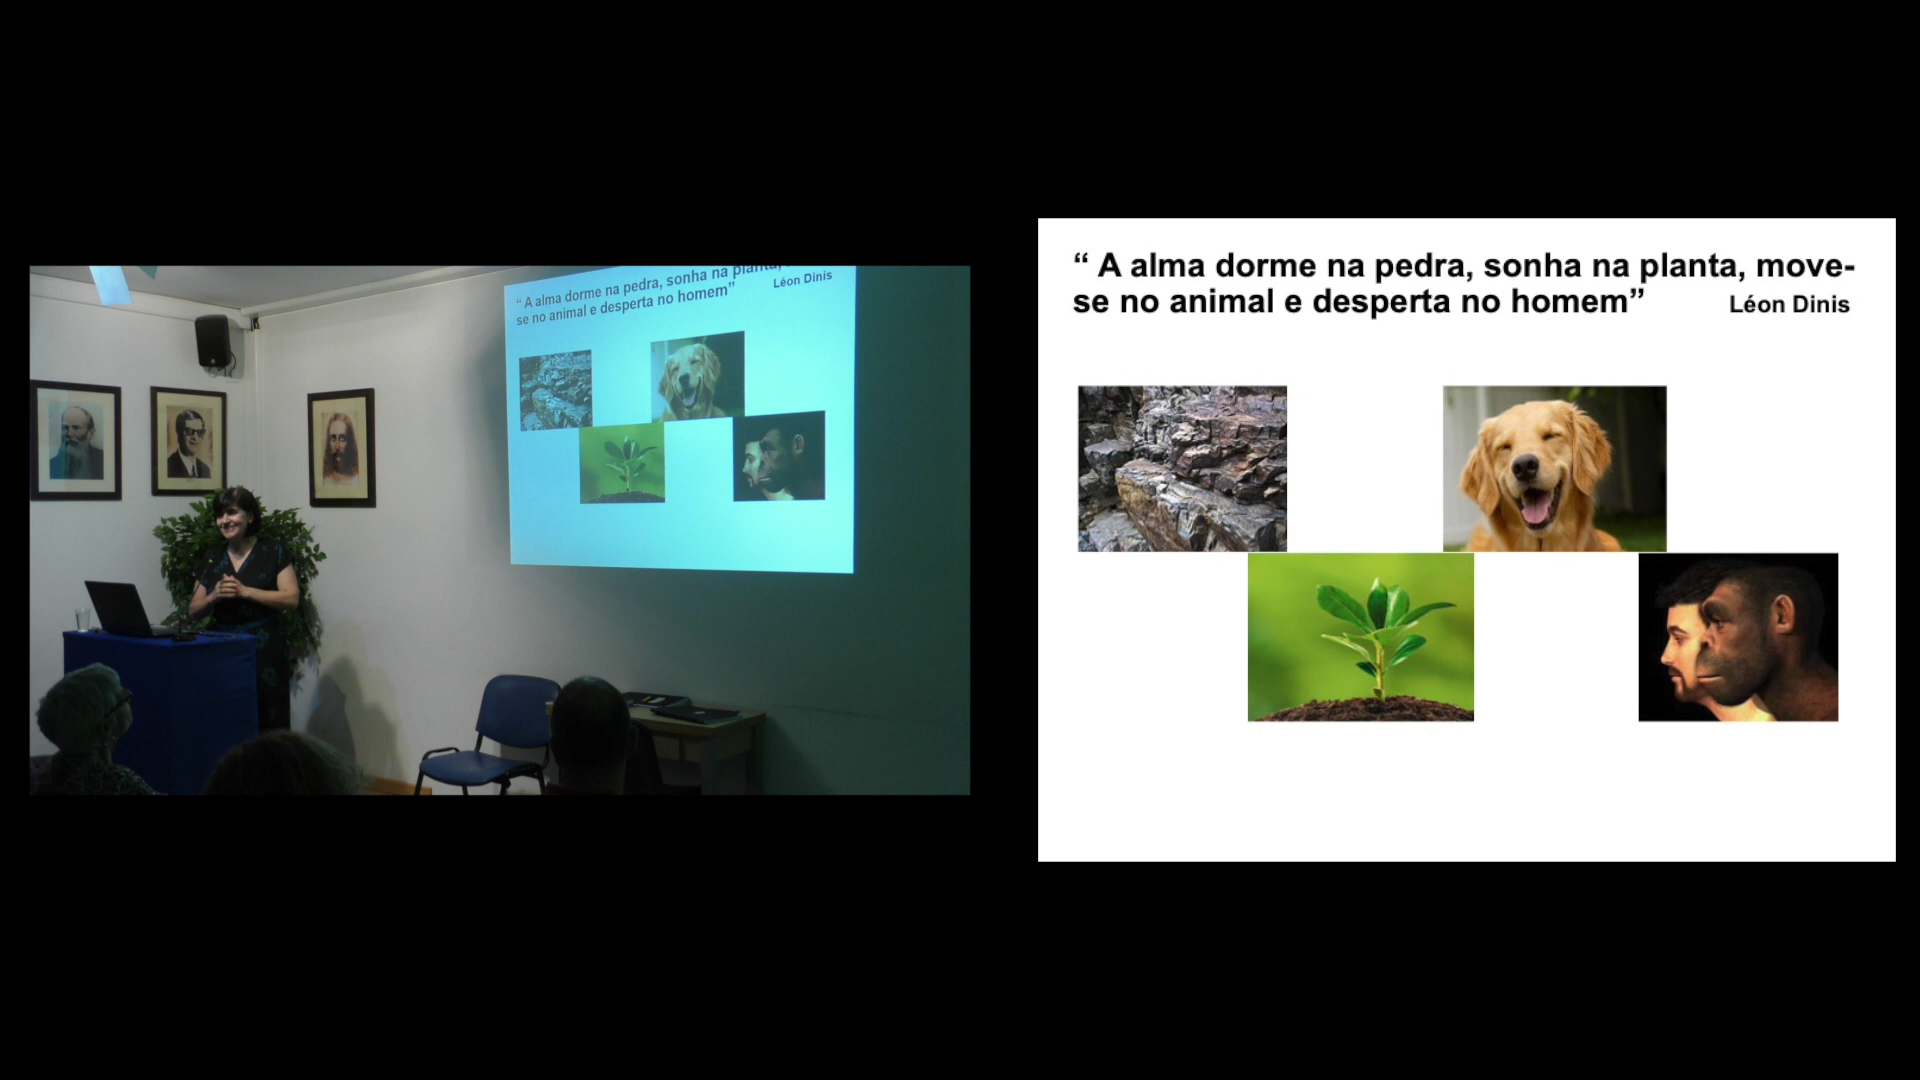 “ A alma dorme na pedra, sonha na planta,
se no animal e desperta no homem”
Léon Dinis
“ A alma dorme na pedra, sonha na planta, move-
se no animal e desperta no homem”
Léon Dinis